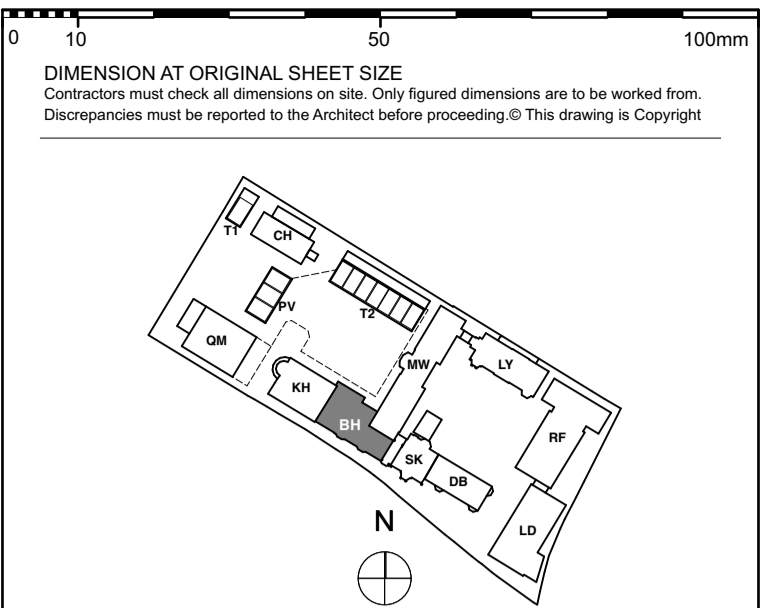 0 10 50 100mm
DIMENSION AT ORIGINAL SHEET SIZE
Contractors must check all dimensions on site. Only figured dimensions are to be worked from.
Discrepancies must be reported to the Architect before proceeding.© This drawing is Copyright
T1
CH
PV
T2
QM
KH
BH
MW
LY
SK
DB
RF
LD
N